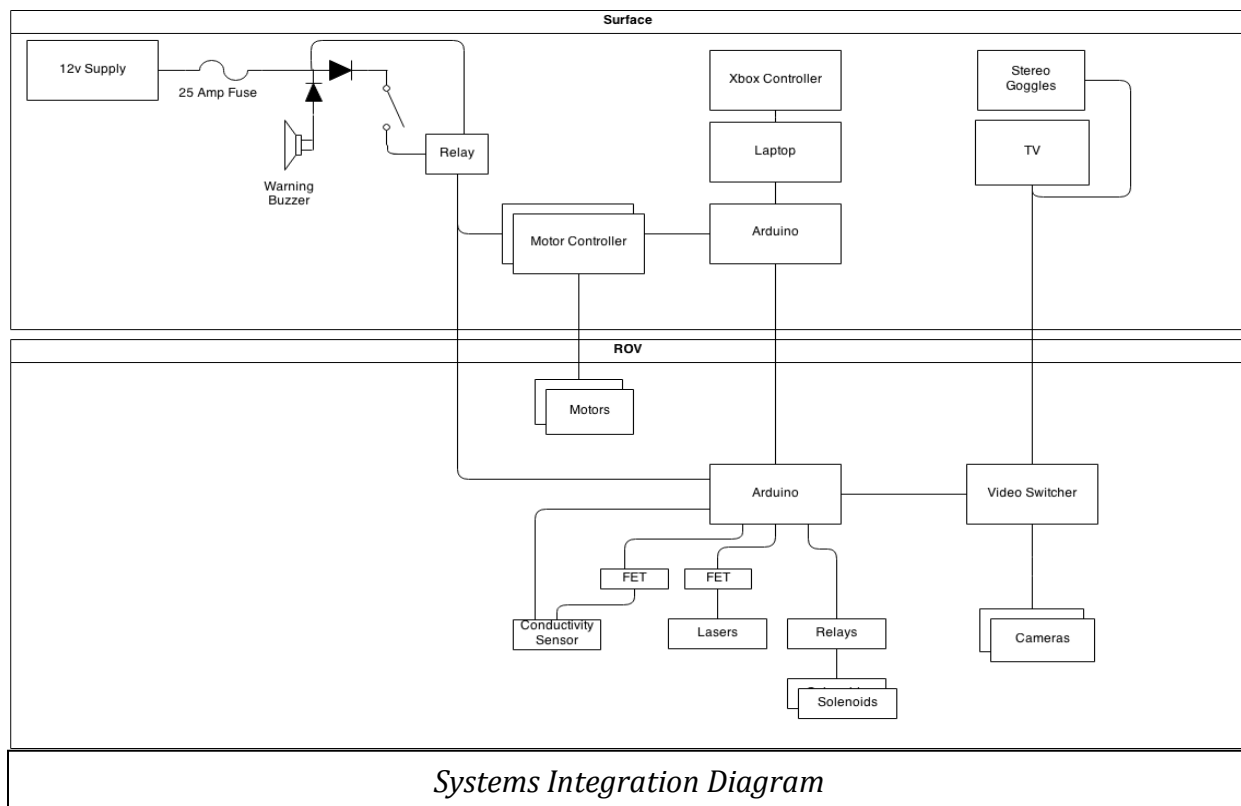 Surface
12v Supply
25 Amp Fuse
Warning
Buzzer
Relay
Xbox Controller
Laptop
Arduino
Motor Controller
Stereo
Goggles
TV
ROV
Motors
Arduino
Video Switcher
FET
FET
Conductivity
Sensor
Lasers
Relays
Solenoids
Cameras
Systems Integration Diagram